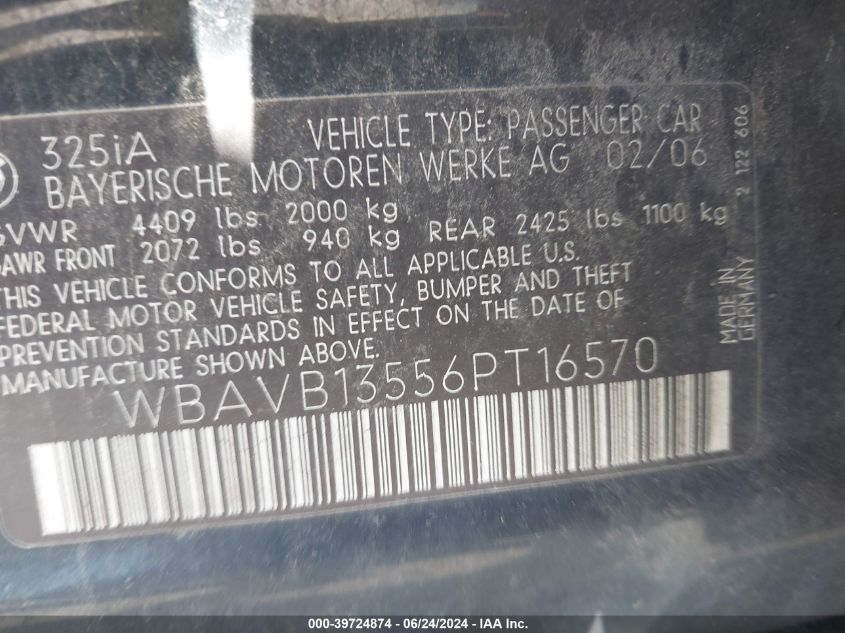 325iA VEHICLE TYPE: PASSENGER CAR
BAYERISCHE MOTOREN WERKE AG 02/06
GVWR 4409 lbs 2000 kg
GAWR FRONT 2072 lbs 940 kg REAR 2425 lbs 1100 kg
THIS VEHICLE CONFORMS TO ALL APPLICABLE U.S.
FEDERAL MOTOR VEHICLE SAFETY, BUMPER AND THEFT
PREVENTION STANDARDS IN EFFECT ON THE DATE OF
MANUFACTURE SHOWN ABOVE.
WBAVB13556PT16570
2 122 606
MADE IN
GERMANY
000-39724874 | 06/24/2024 - IAA Inc.